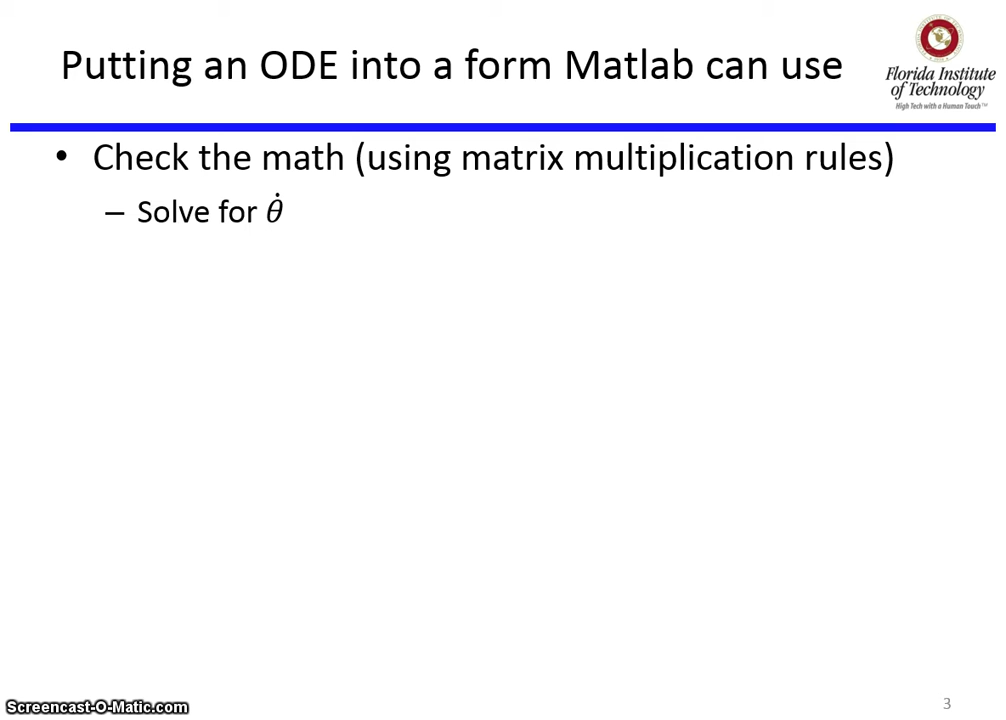 Putting an ODE into a form Matlab can use
Florida Institute
of Technology
High Tech with a Human Touch™
• Check the math (using matrix multiplication rules)
– Solve for θ̇
Screencast-O-Matic.com
3